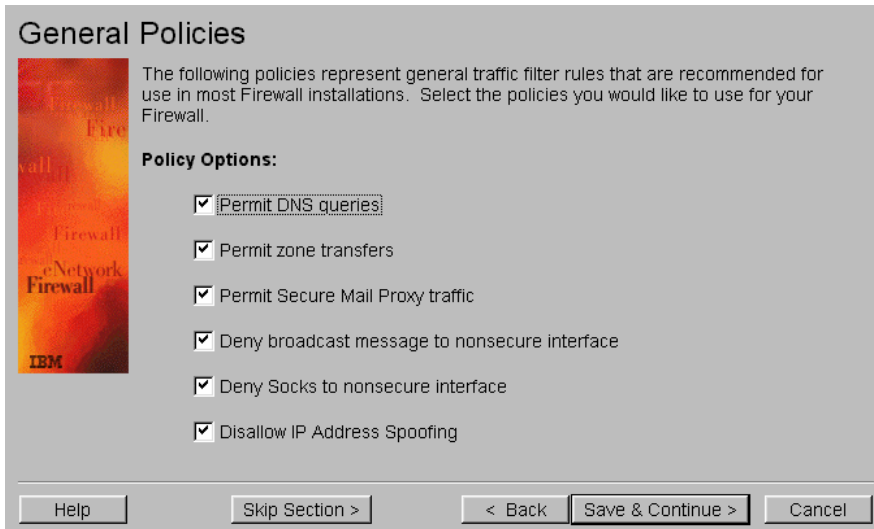 General Policies
The following policies represent general traffic filter rules that are recommended for
use in most Firewall installations. Select the policies you would like to use for your
Firewall.
Firewall
Fire
wall
Firewall
eNetwork
Firewall
IBM
Policy Options:
Permit DNS queries
Permit zone transfers
Permit Secure Mail Proxy traffic
Deny broadcast message to nonsecure interface
Deny Socks to nonsecure interface
Disallow IP Address Spoofing
Help
Skip Section >
< Back
Save & Continue >
Cancel